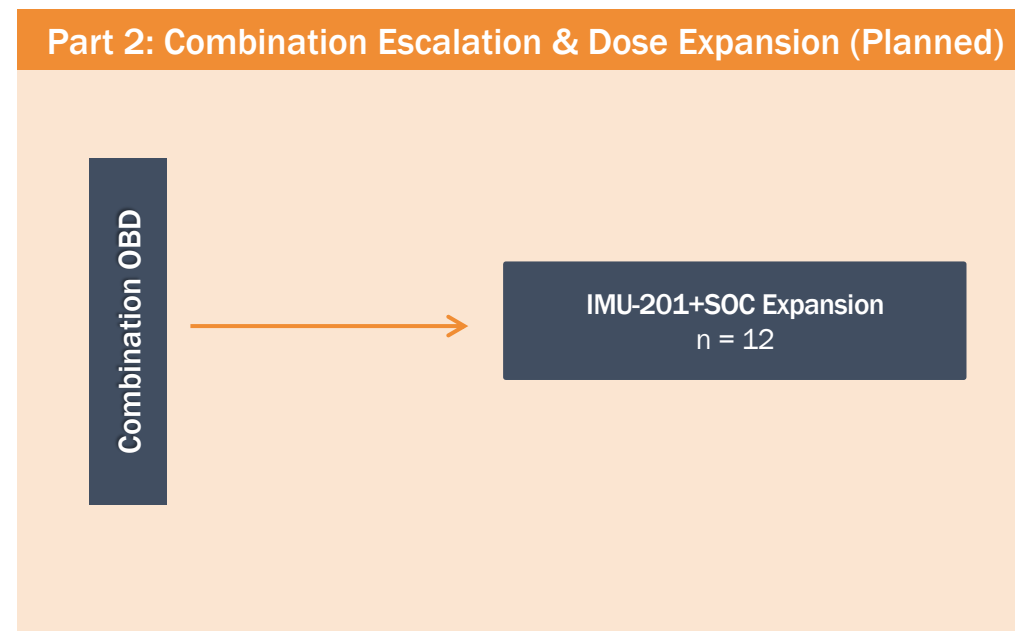 Part 2: Combination Escalation & Dose Expansion (Planned)
Combination OBD
IMU-201+SOC Expansion
n = 12